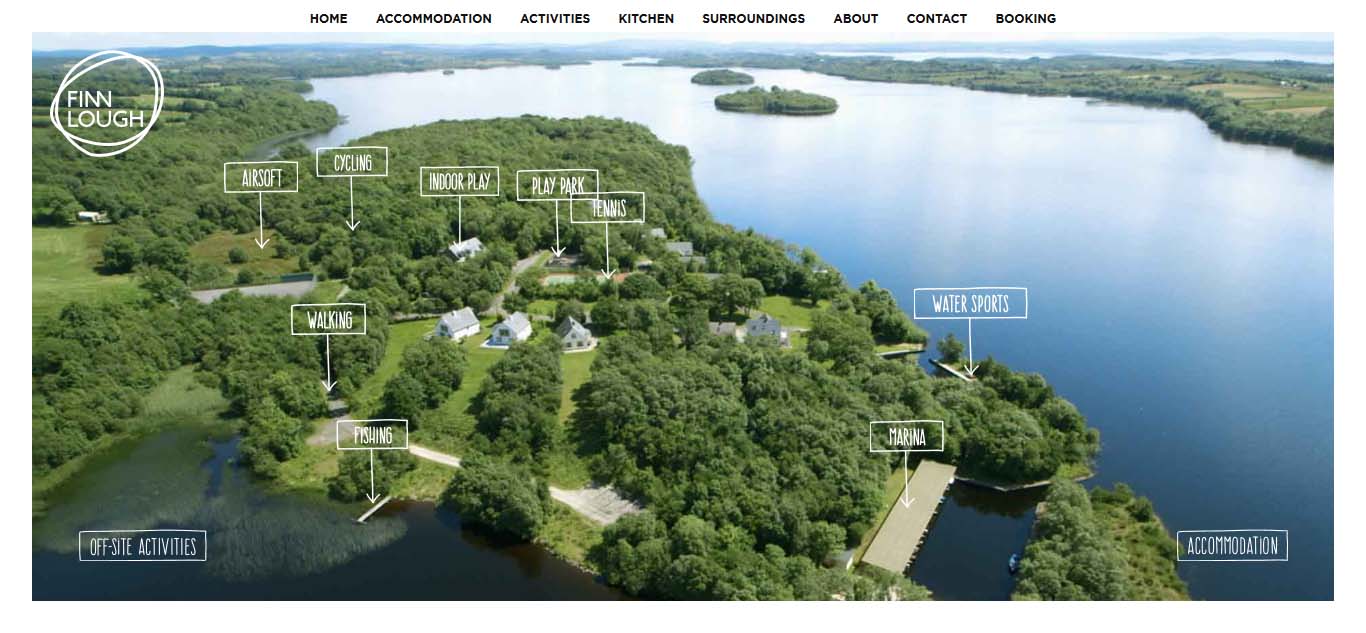 HOME ACCOMMODATION ACTIVITIES KITCHEN SURROUNDINGS ABOUT CONTACT BOOKING
FINN
LOUGH
CYCLING
AIRSOFT
INDOOR PLAY
PLAY PARK
TENNIS
WATER SPORTS
WALKING
FISHING
MARINA
OFF-SITE ACTIVITIES
ACCOMMODATION